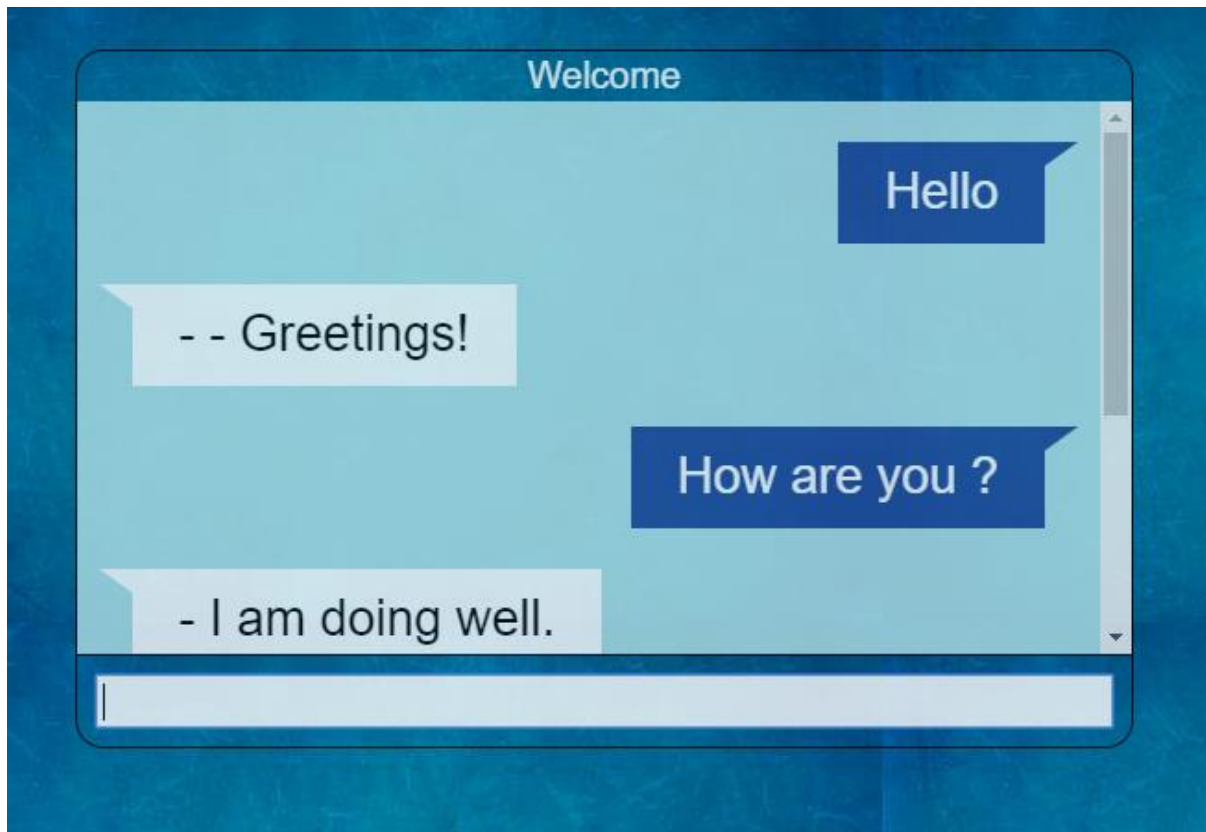 Welcome
Hello
- - Greetings!
How are you ?
- I am doing well.